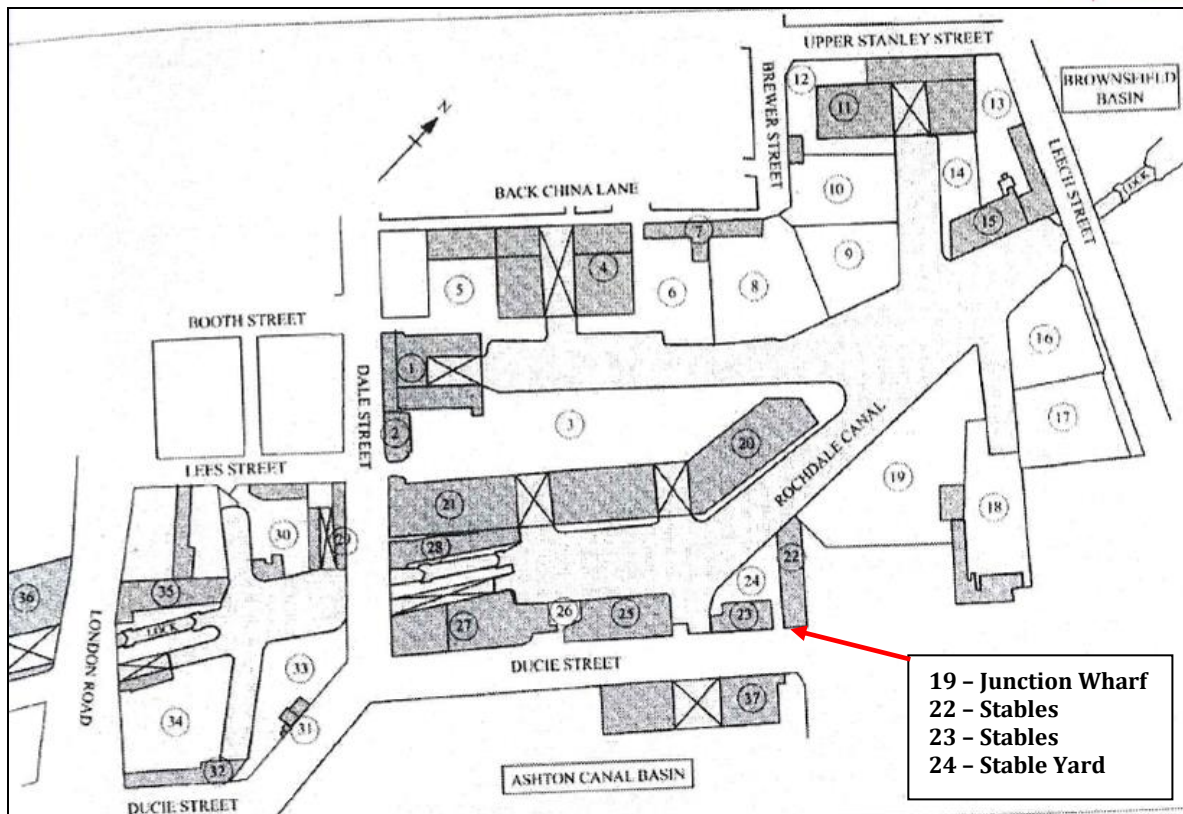 UPPER STANLEY STREET
BROWNSFIELD
BASIN
12
11
13
BREWER STREET
LEECH STREET
N
LOCK
10
14
BACK CHINA LANE
15
7
9
4
5
6
8
16
BOOTH STREET
1
DALE STREET
3
17
2
20
ROCHDALE CANAL
LEES STREET
19
18
21
30
29
28
22
24
36
35
26
25
23
27
LOCK
DUCIE STREET
LONDON ROAD
33
34
31
37
32
19 – Junction Wharf
22 – Stables
23 – Stables
24 – Stable Yard
ASHTON CANAL BASIN
DUCIE STREET